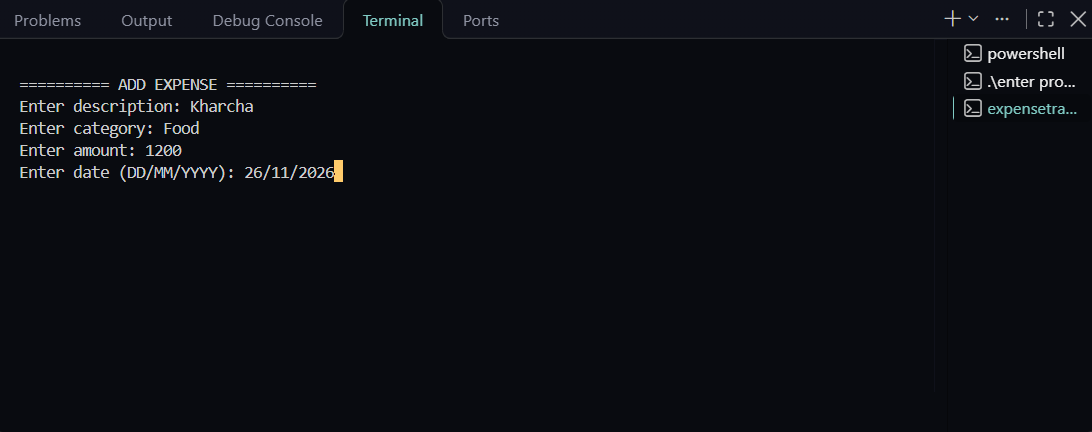 Problems Output Debug Console Terminal Ports
powershell
.\enter pro...
expensetra...
========== ADD EXPENSE ==========
Enter description: Kharcha
Enter category: Food
Enter amount: 1200
Enter date (DD/MM/YYYY): 26/11/2026